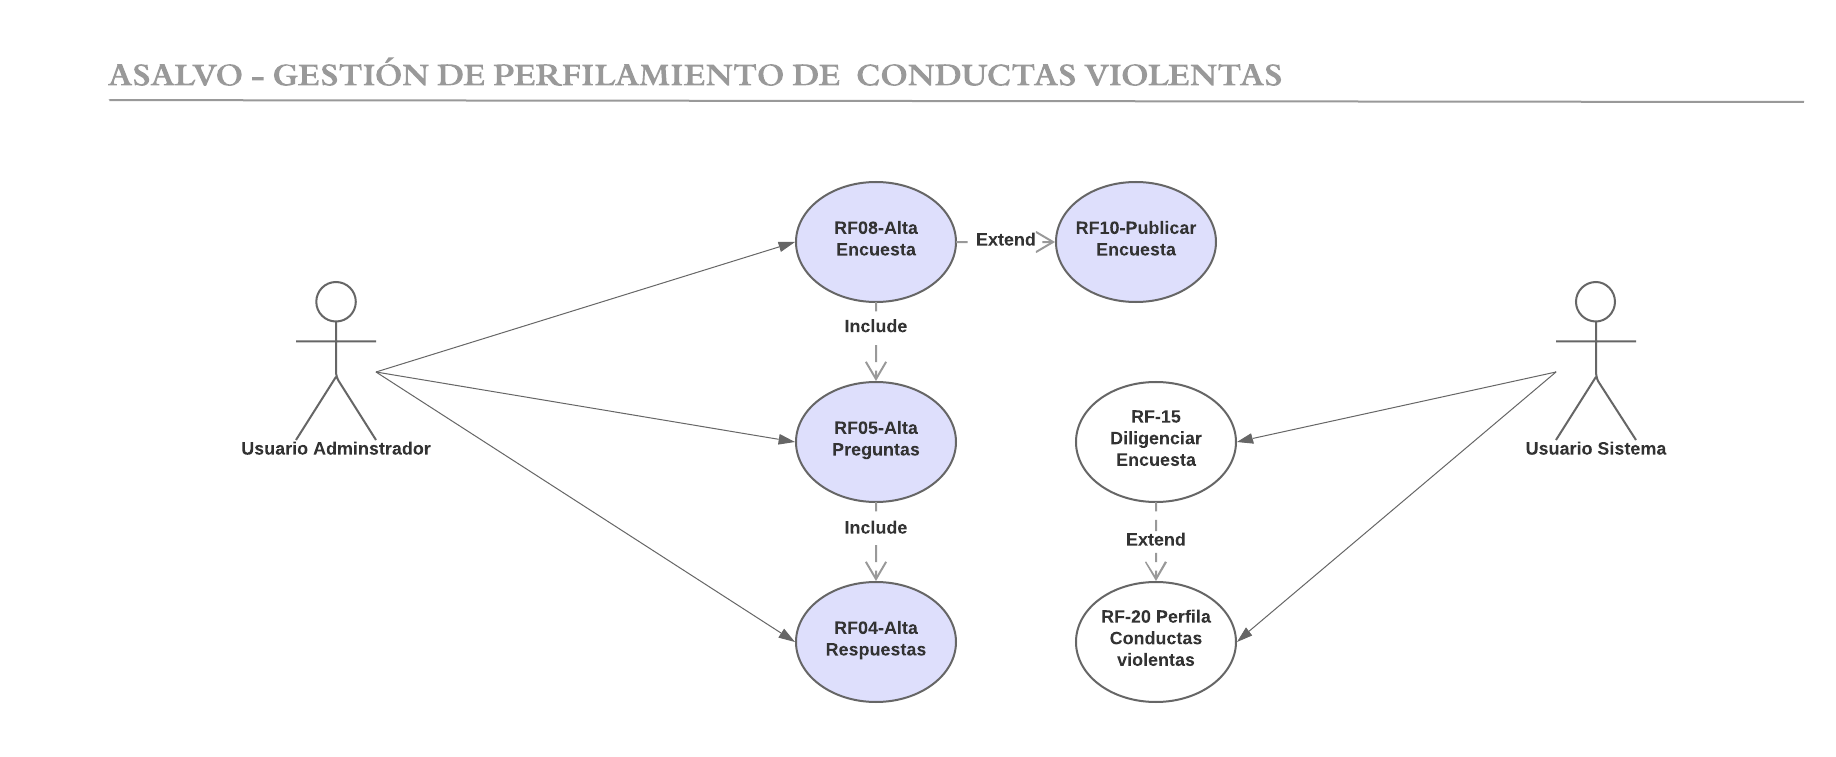 ASALVO - GESTIÓN DE PERFILAMIENTO DE CONDUCTAS VIOLENTAS
RF08-Alta
Encuesta
Extend
RF10-Publicar
Encuesta
Include
Usuario Adminstrador
RF05-Alta
Preguntas
RF-15
Diligenciar
Encuesta
Usuario Sistema
Include
Extend
RF04-Alta
Respuestas
RF-20 Perfila
Conductas
violentas